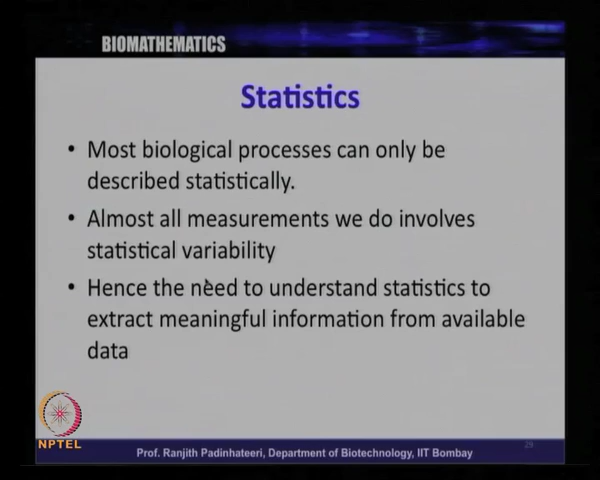 BIOMATHEMATICS
Statistics
• Most biological processes can only be
described statistically.
• Almost all measurements we do involves
statistical variability
• Hence the need to understand statistics to
extract meaningful information from available
data
NPTEL
Prof. Ranjith Padinhateeri, Department of Biotechnology, IIT Bombay
29